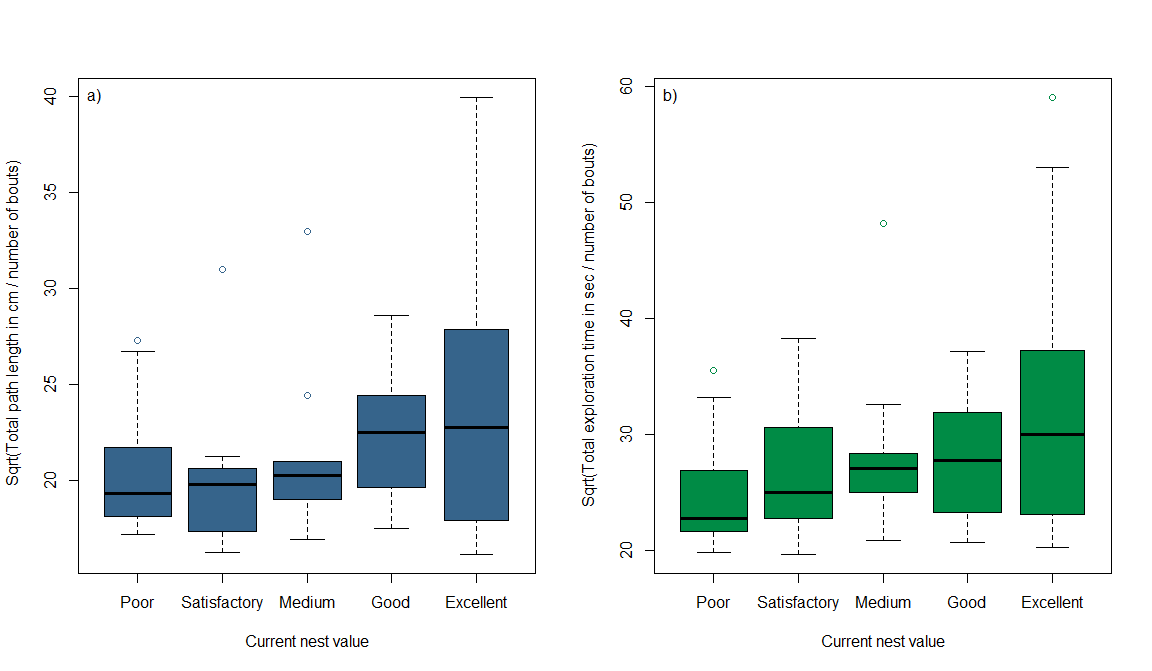 a)
Sqrt(Total path length in cm / number of bouts)
40
35
30
25
20
Poor Satisfactory Medium Good Excellent
Current nest value
b)
Sqrt(Total exploration time in sec / number of bouts)
60
50
40
30
20
Poor Satisfactory Medium Good Excellent
Current nest value